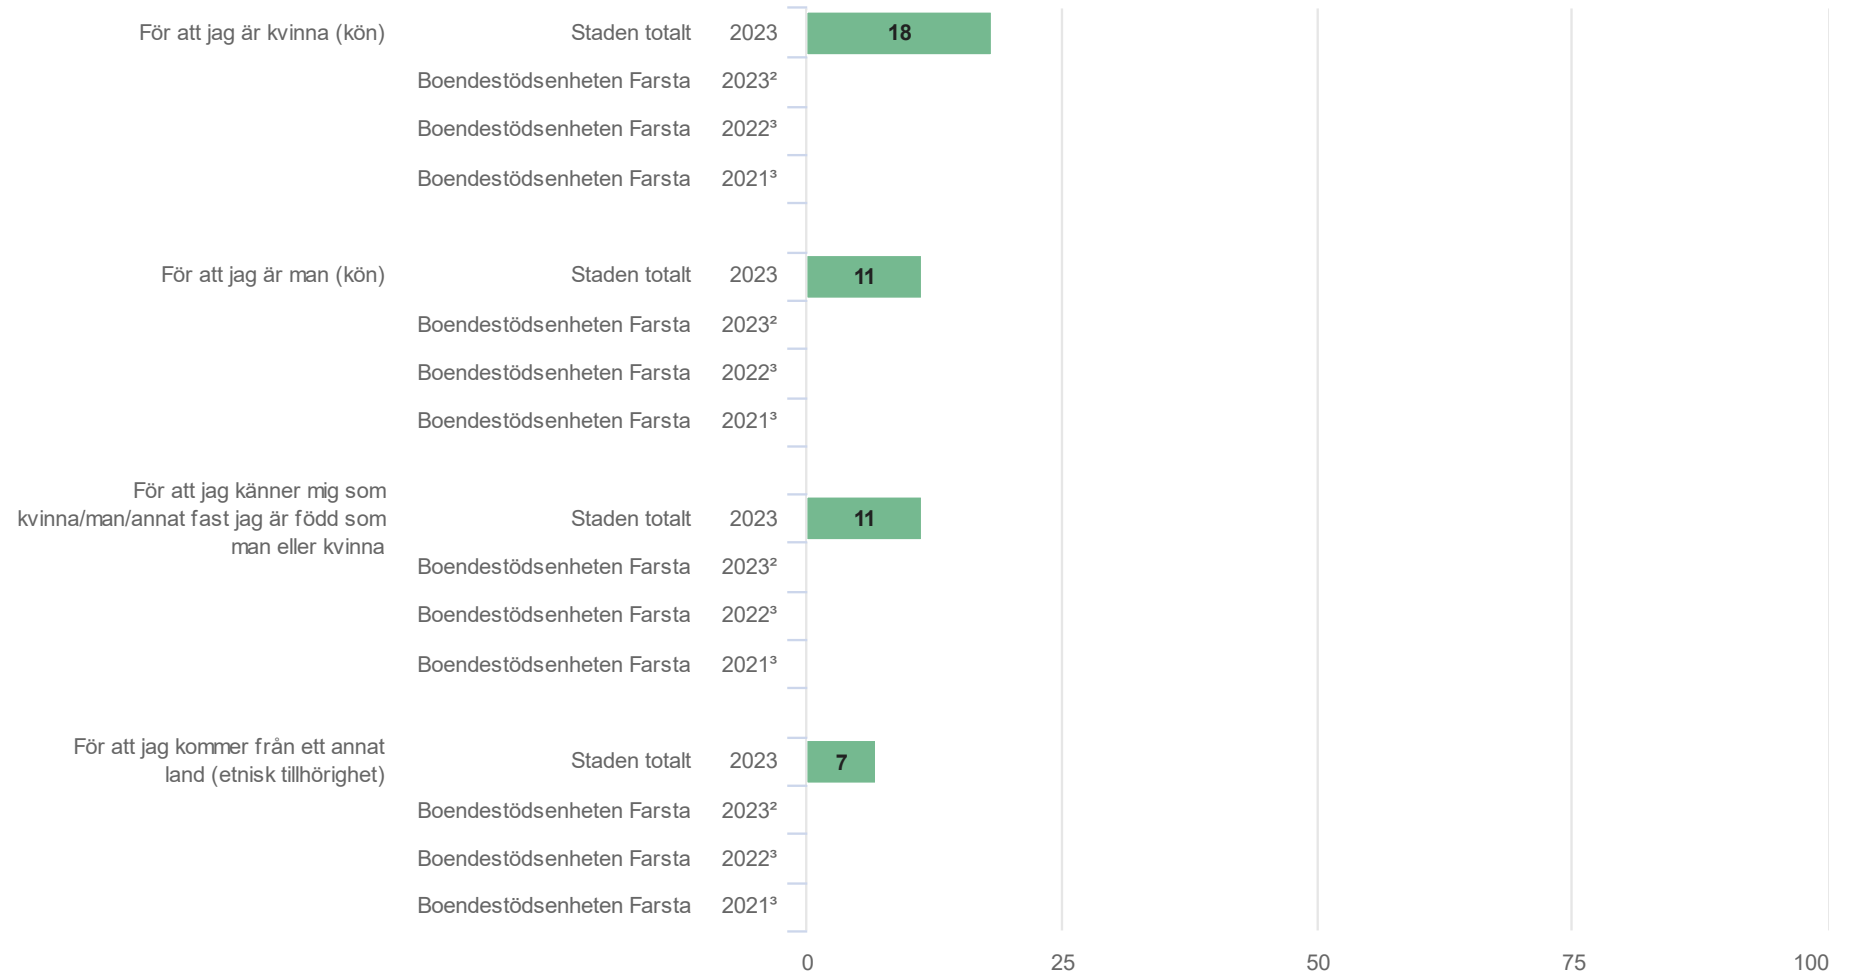 För att jag är kvinna (kön) Staden totalt 2023 18
Boendestödsenheten Farsta 2023²
Boendestödsenheten Farsta 2022³
Boendestödsenheten Farsta 2021³
För att jag är man (kön) Staden totalt 2023 11
Boendestödsenheten Farsta 2023²
Boendestödsenheten Farsta 2022³
Boendestödsenheten Farsta 2021³
För att jag känner mig som
kvinna/man/annat fast jag är född som Staden totalt 2023 11
man eller kvinna
Boendestödsenheten Farsta 2023²
Boendestödsenheten Farsta 2022³
Boendestödsenheten Farsta 2021³
För att jag kommer från ett annat
land (etnisk tillhörighet) Staden totalt 2023 7
Boendestödsenheten Farsta 2023²
Boendestödsenheten Farsta 2022³
Boendestödsenheten Farsta 2021³
0 25 50 75 100